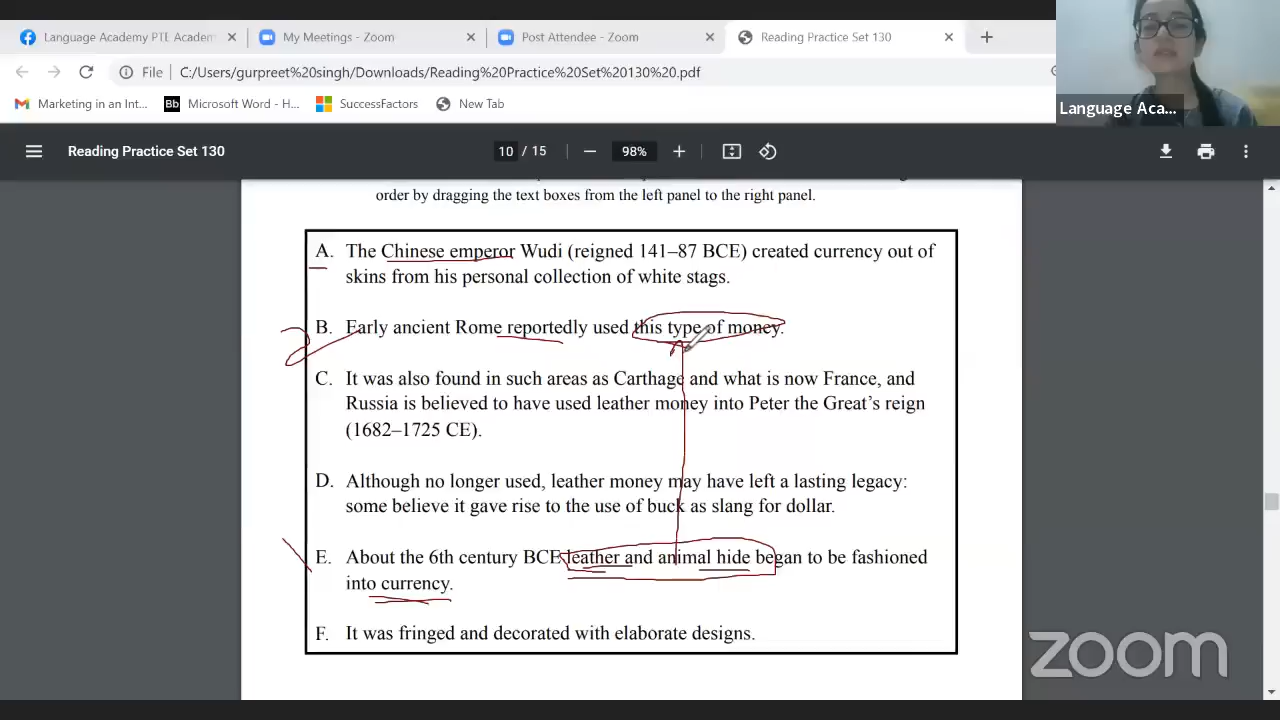 Language Academy PTE Academ
My Meetings - Zoom
Post Attendee - Zoom
Reading Practice Set 130
File
C:/Users/gurpreet%20singh/Downloads/Reading%20Practice%20Set%20130%20.pdf
Marketing in an Int...
Bb
Microsoft Word - H...
SuccessFactors
New Tab
Language Aca...
Reading Practice Set 130
10 / 15
98%
order by dragging the text boxes from the left panel to the right panel.
A. The Chinese emperor Wudi (reigned 141–87 BCE) created currency out of
skins from his personal collection of white stags.
B. Early ancient Rome reportedly used this type of money.
C. It was also found in such areas as Carthage and what is now France, and
Russia is believed to have used leather money into Peter the Great's reign
(1682–1725 CE).
D. Although no longer used, leather money may have left a lasting legacy:
some believe it gave rise to the use of buck as slang for dollar.
E. About the 6th century BCE leather and animal hide began to be fashioned
into currency.
F. It was fringed and decorated with elaborate designs.
zoom